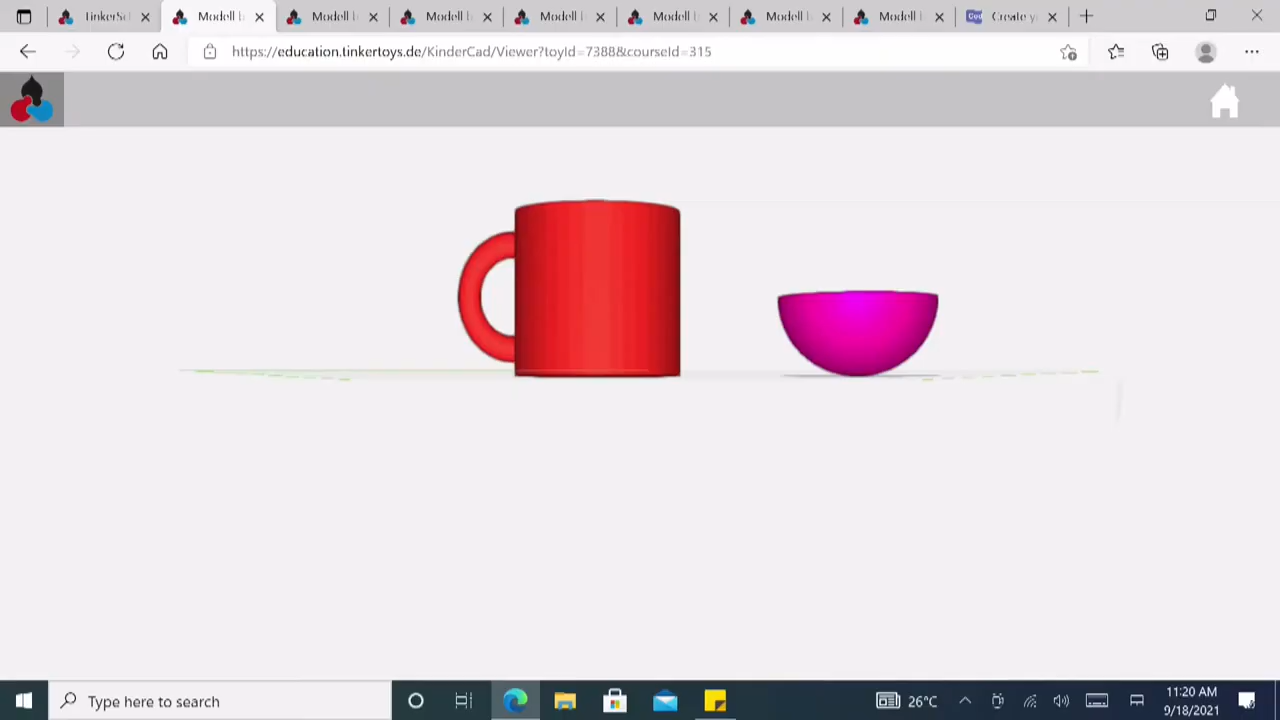 TinkerSc
Modell b
Modell b
Modell b
Modell b
Modell b
Modell b
Modell b
Create y
https://education.tinkertoys.de/KinderCad/Viewer?toyId=7388&courseId=315
Type here to search
26°C
11:20 AM
9/18/2021